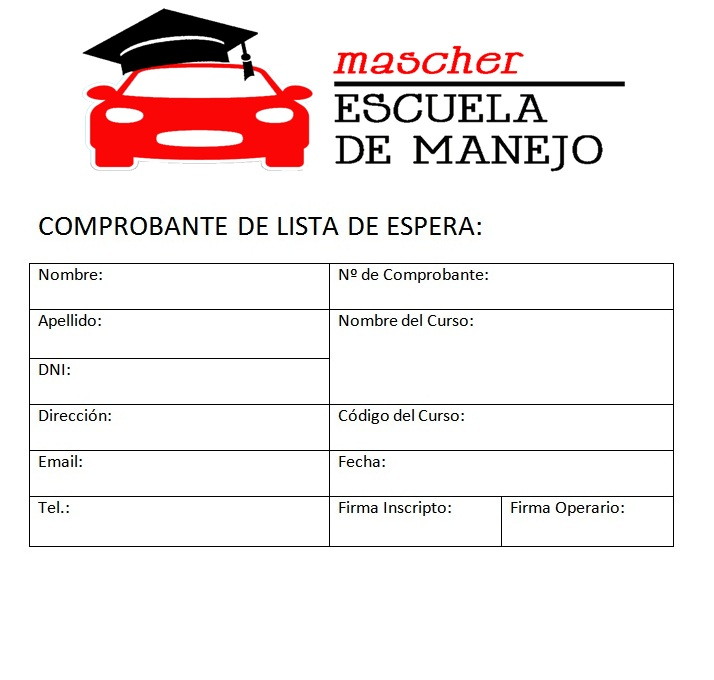 mascher
ESCUELA
DE MANEJO
COMPROBANTE DE LISTA DE ESPERA:
Nombre:
Nº de Comprobante:
Apellido:
Nombre del Curso:
DNI:
Dirección:
Código del Curso:
Email:
Fecha:
Tel.:
Firma Inscripto:
Firma Operario: